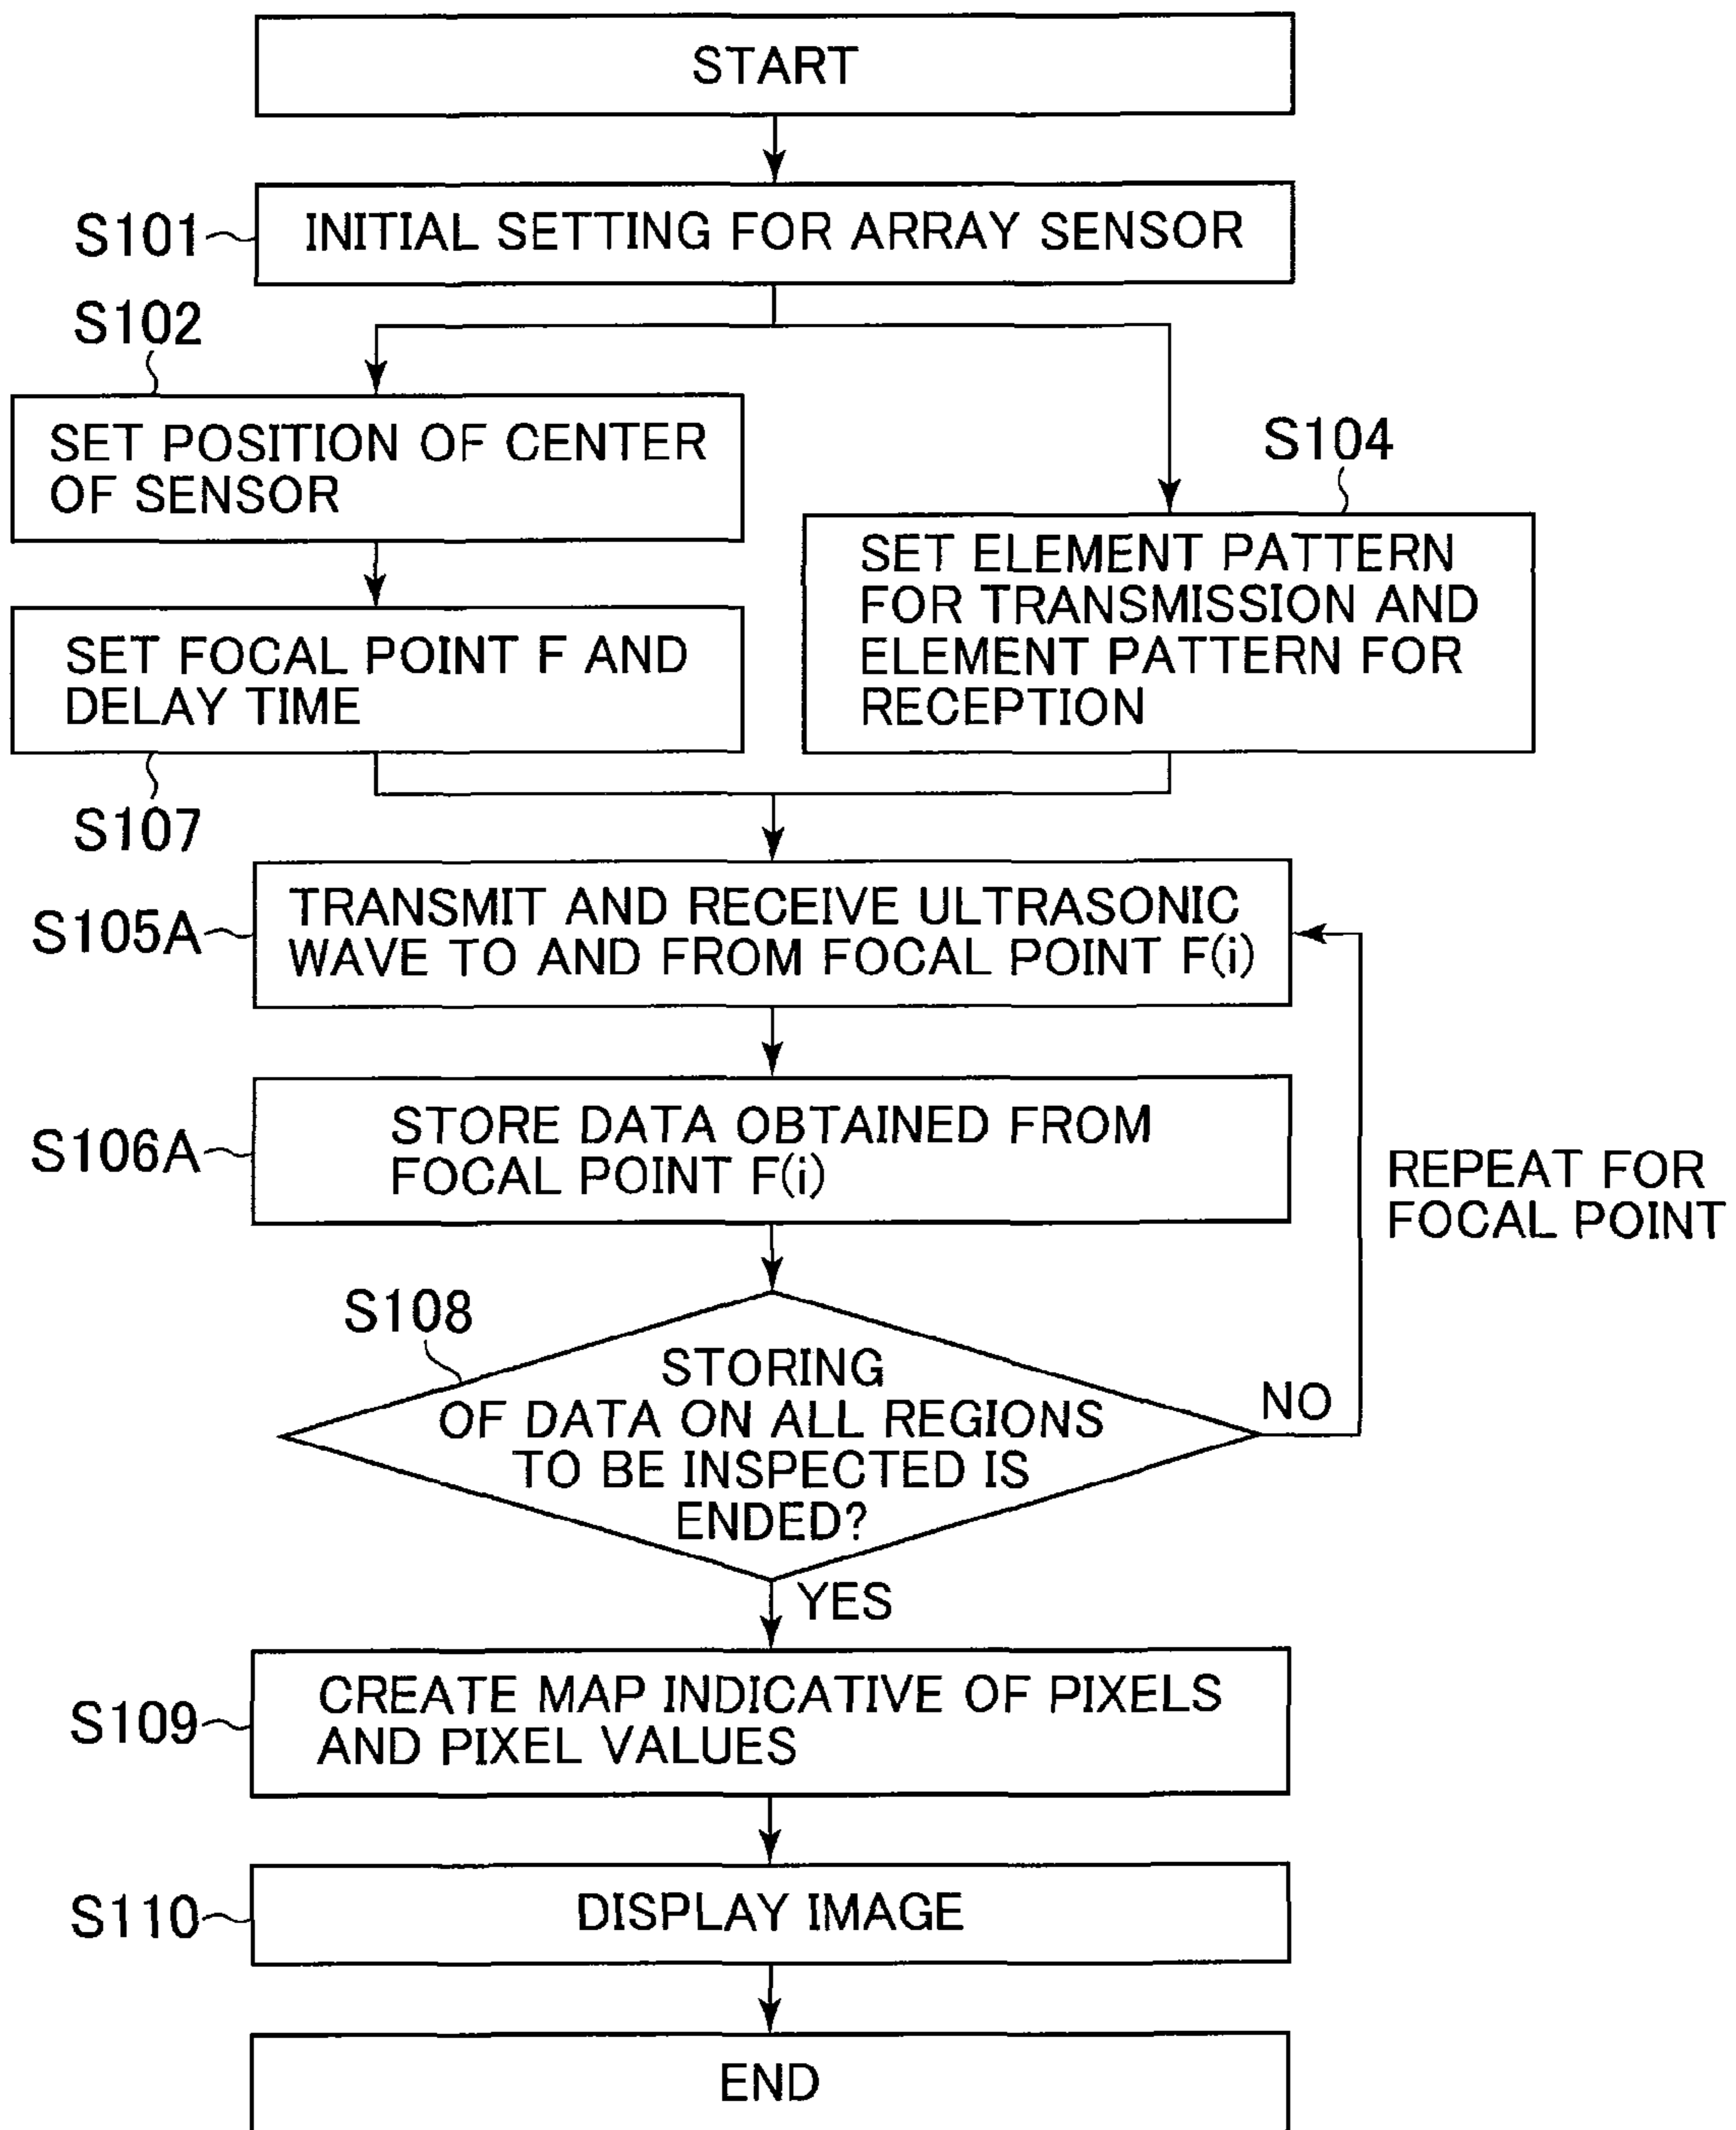 START
S101
INITIAL SETTING FOR ARRAY SENSOR
S102
SET POSITION OF CENTER
OF SENSOR
S104
SET ELEMENT PATTERN
FOR TRANSMISSION AND
ELEMENT PATTERN FOR
RECEPTION
SET FOCAL POINT F AND
DELAY TIME
S107
S105A
TRANSMIT AND RECEIVE ULTRASONIC
WAVE TO AND FROM FOCAL POINT F(i)
S106A
STORE DATA OBTAINED FROM
FOCAL POINT F(i)
REPEAT FOR
FOCAL POINT
S108
STORING
OF DATA ON ALL REGIONS
TO BE INSPECTED IS
ENDED?
NO
YES
S109
CREATE MAP INDICATIVE OF PIXELS
AND PIXEL VALUES
S110
DISPLAY IMAGE
END